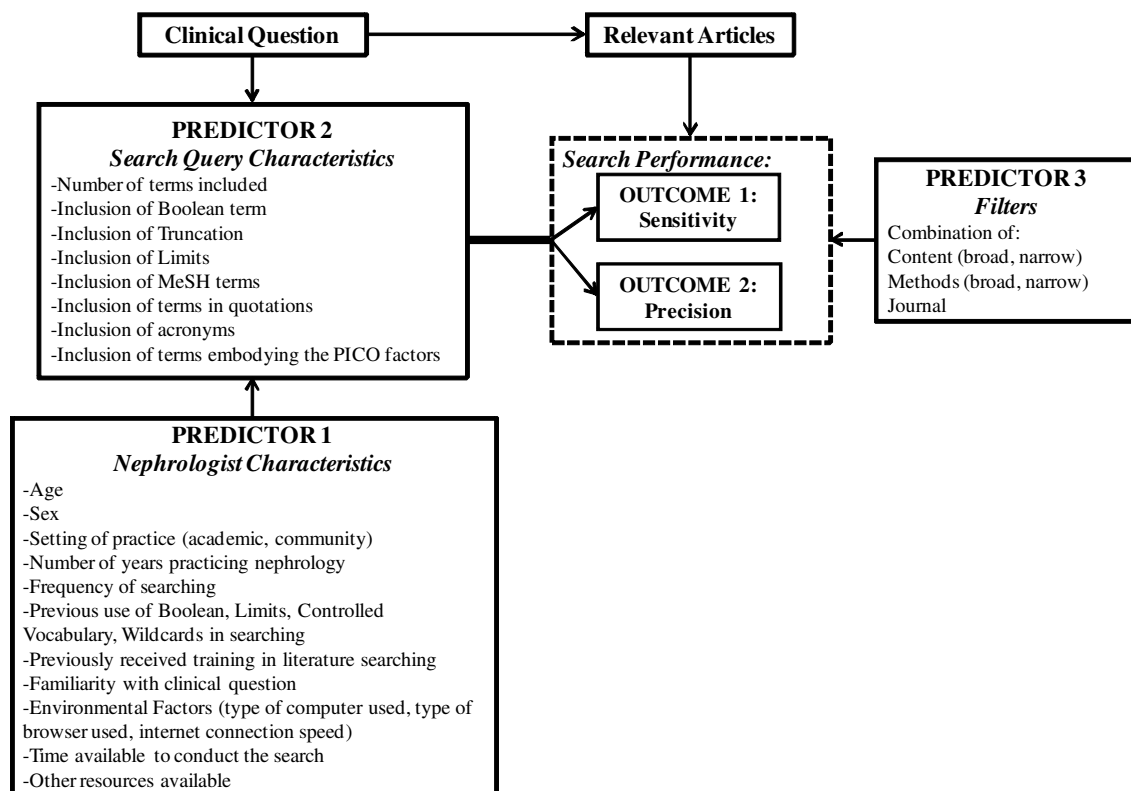 Clinical Question
Relevant Articles
PREDICTOR 2
Search Query Characteristics
-Number of terms included
-Inclusion of Boolean term
-Inclusion of Truncation
-Inclusion of Limits
-Inclusion of MeSH terms
-Inclusion of terms in quotations
-Inclusion of acronyms
-Inclusion of terms embodying the PICO factors
Search Performance:
OUTCOME 1:
Sensitivity
OUTCOME 2:
Precision
PREDICTOR 3
Filters
Combination of:
Content (broad, narrow)
Methods (broad, narrow)
Journal
PREDICTOR 1
Nephrologist Characteristics
-Age
-Sex
-Setting of practice (academic, community)
-Number of years practicing nephrology
-Frequency of searching
-Previous use of Boolean, Limits, Controlled
Vocabulary, Wildcards in searching
-Previously received training in literature searching
-Familiarity with clinical question
-Environmental Factors (type of computer used, type of
browser used, internet connection speed)
-Time available to conduct the search
-Other resources available